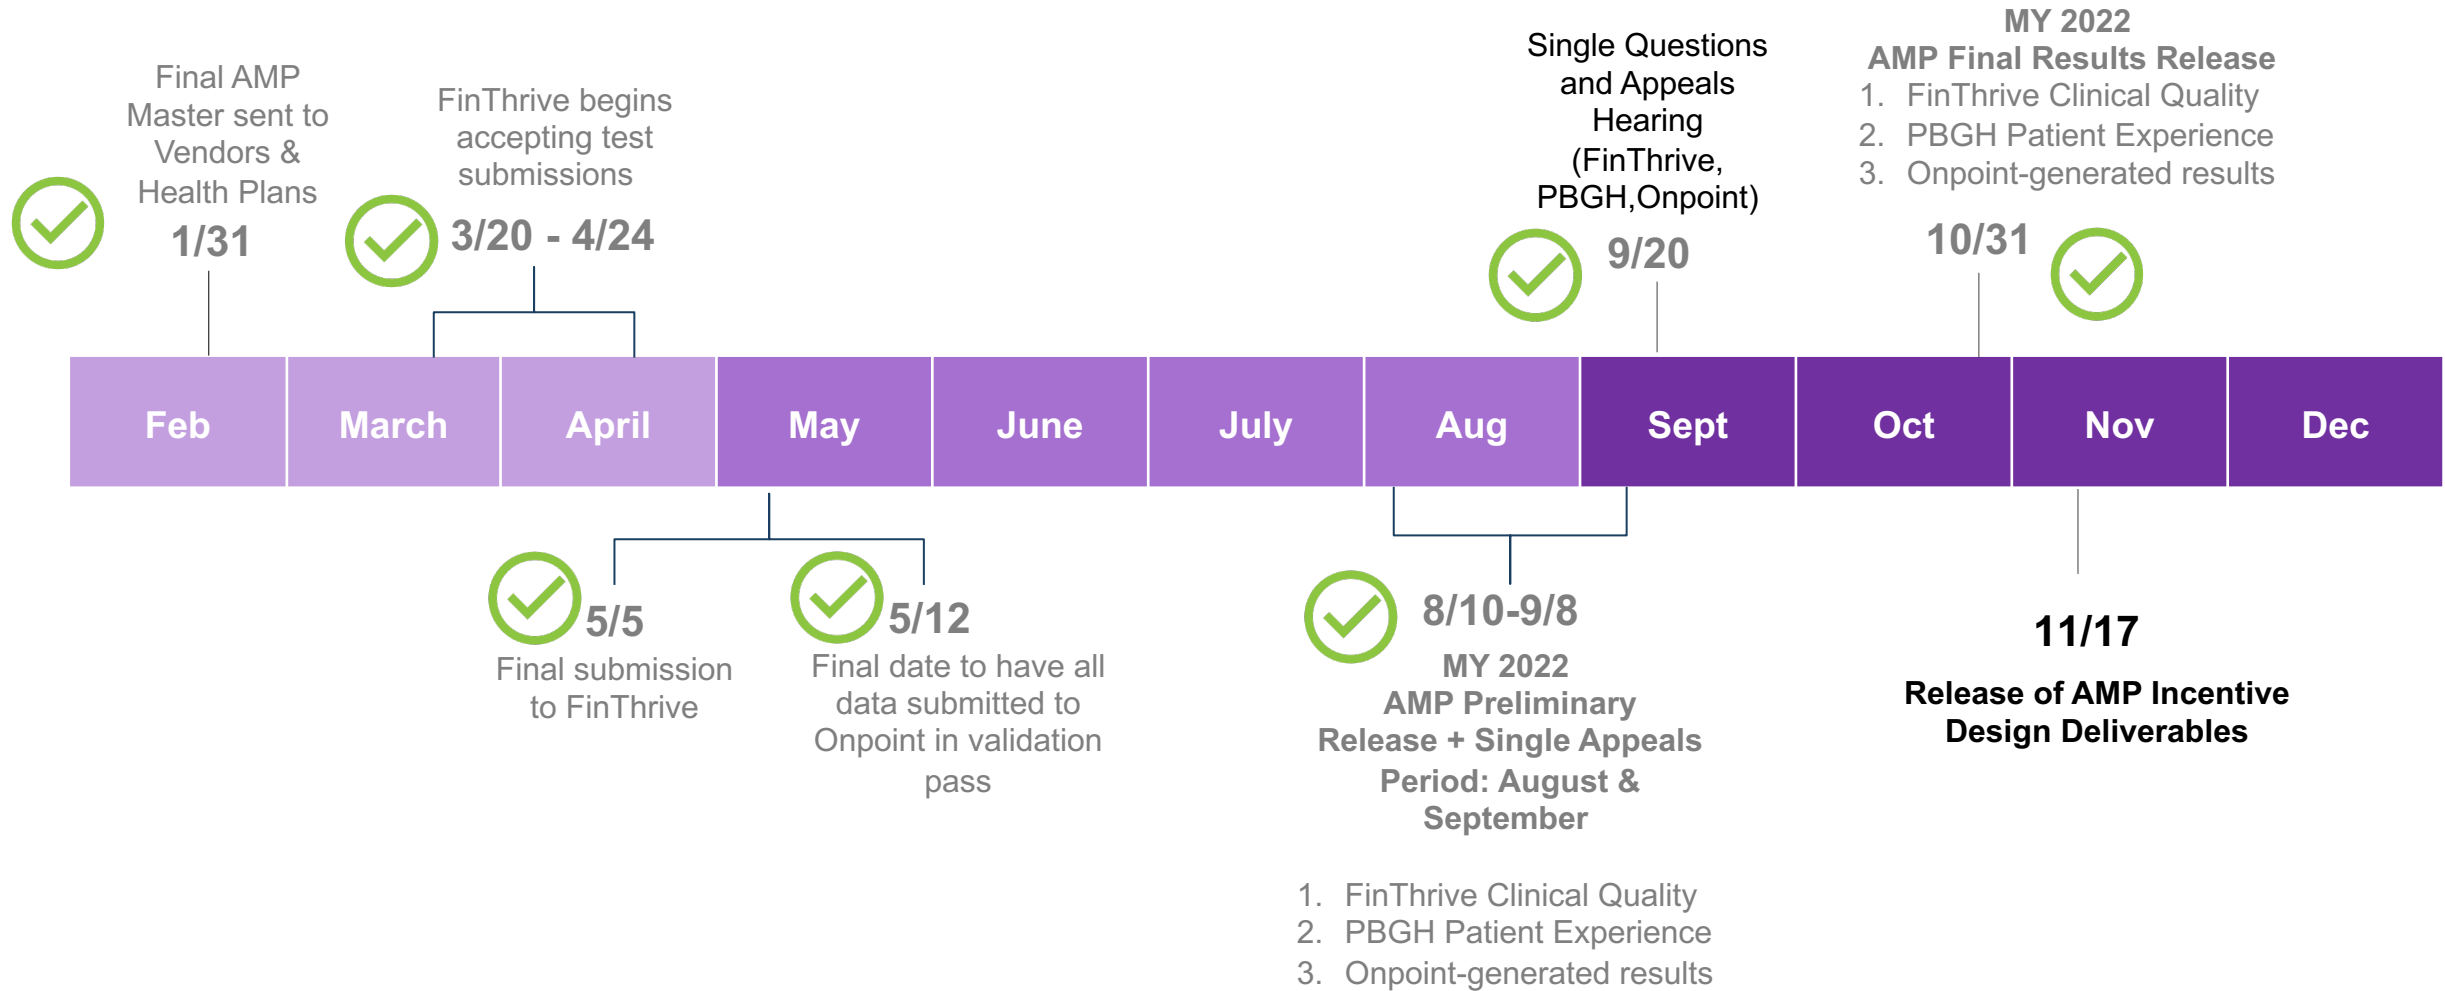 Final AMP
Master sent to
Vendors &
Health Plans
1/31
FinThrive begins
accepting test
submissions
3/20 - 4/24
Single Questions
and Appeals
Hearing
(FinThrive,
PBGH,Onpoint)
9/20
MY 2022
AMP Final Results Release
1. FinThrive Clinical Quality
2. PBGH Patient Experience
3. Onpoint-generated results
10/31
Feb
March
April
May
June
July
Aug
Sept
Oct
Nov
Dec
5/5
Final submission
to FinThrive
5/12
Final date to have all
data submitted to
Onpoint in validation
pass
8/10-9/8
MY 2022
AMP Preliminary
Release + Single Appeals
Period: August &
September
1. FinThrive Clinical Quality
2. PBGH Patient Experience
3. Onpoint-generated results
11/17
Release of AMP Incentive
Design Deliverables